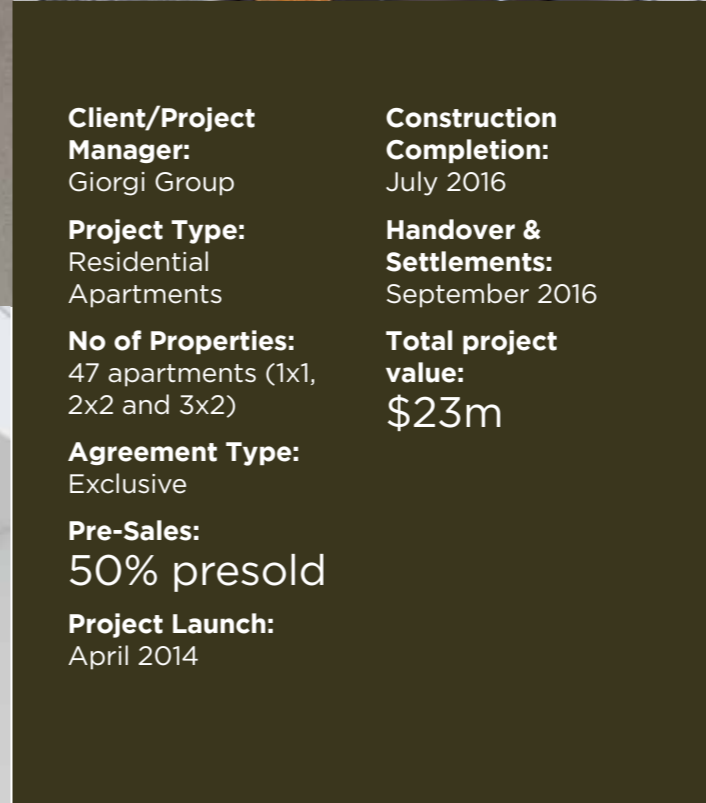 Client/Project
Manager:
Giorgi Group
Project Type:
Residential
Apartments
No of Properties:
47 apartments (1x1,
2x2 and 3x2)
Agreement Type:
Exclusive
Pre-Sales:
50% presold
Project Launch:
April 2014
Construction
Completion:
July 2016
Handover &
Settlements:
September 2016
Total project
value:
$23m